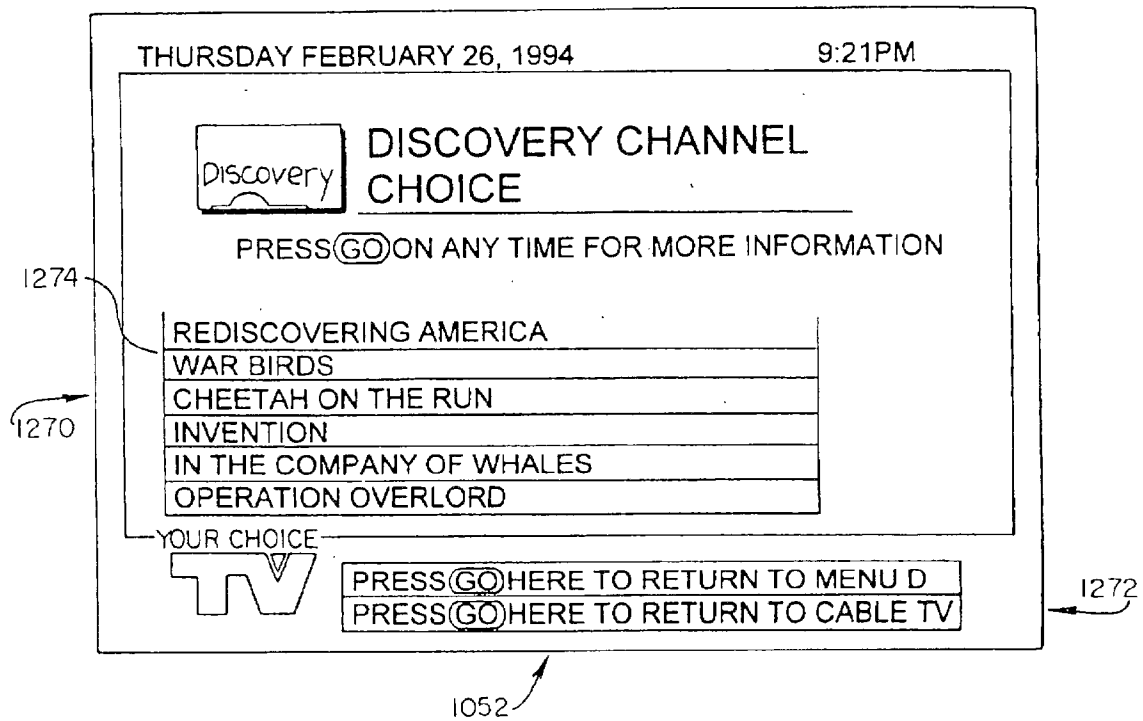 THURSDAY FEBRUARY 26, 1994 9:21PM
Discovery
DISCOVERY CHANNEL
CHOICE
PRESS GO ON ANY TIME FOR MORE INFORMATION
1274
REDISCOVERING AMERICA
WAR BIRDS
CHEETAH ON THE RUN
1270
INVENTION
IN THE COMPANY OF WHALES
OPERATION OVERLORD
YOUR CHOICE
TV
PRESS GO HERE TO RETURN TO MENU D
1272
PRESS GO HERE TO RETURN TO CABLE TV
1052